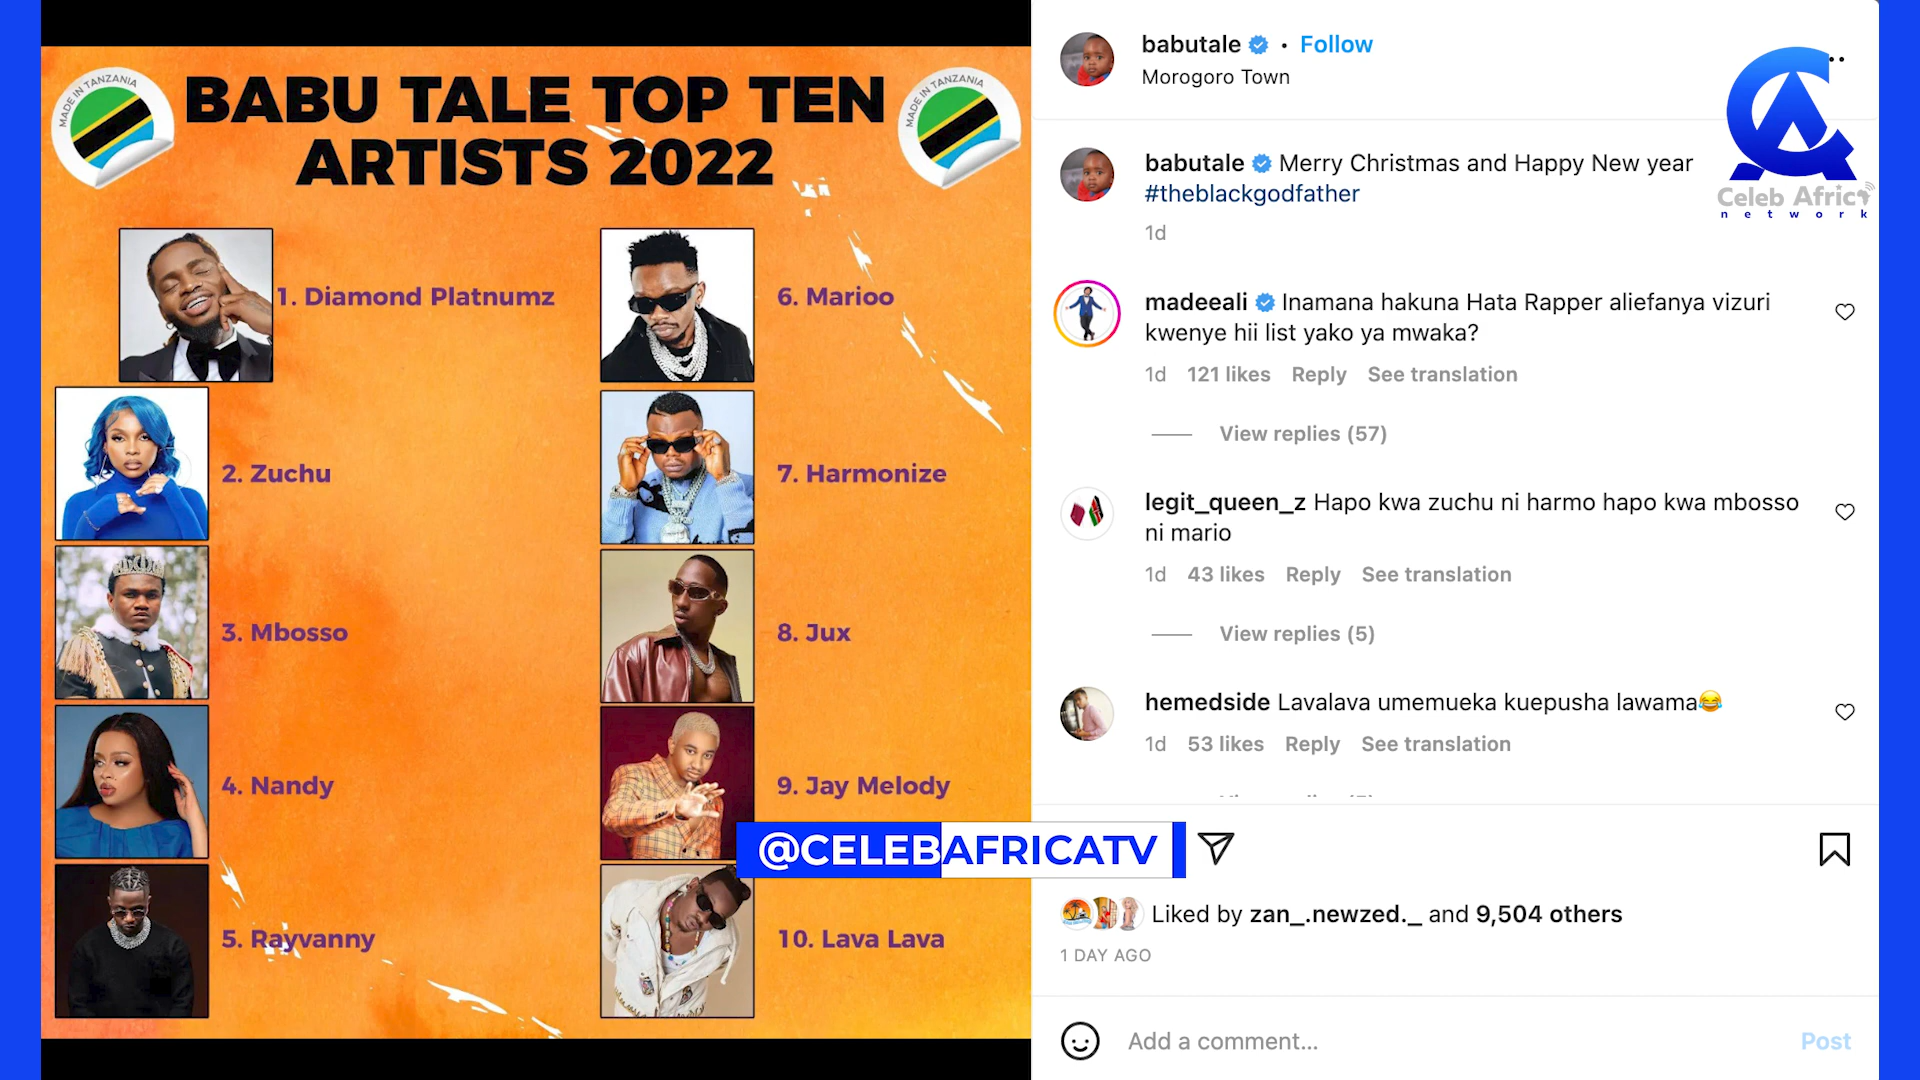 MADE IN TANZANIA
BABU TALE TOP TEN
ARTISTS 2022
MADE IN TANZANIA
1. Diamond Platnumz
2. Zuchu
3. Mbosso
4. Nandy
5. Rayvanny
6. Marioo
7. Harmonize
8. Jux
9. Jay Melody
10. Lava Lava
@CELEBAFRICATV
babutale • Follow
Morogoro Town
Celeb Africa
network
babutale Merry Christmas and Happy New year
#theblackgodfather
1d
madeeali Inamana hakuna Hata Rapper aliefanya vizuri
kwenye hii list yako ya mwaka?
1d 121 likes Reply See translation
View replies (57)
legit_queen_z Hapo kwa zuchu ni harmo hapo kwa mbosso
ni mario
1d 43 likes Reply See translation
View replies (5)
hemedside Lavalava umemueka kuepusha lawama😂
1d 53 likes Reply See translation
Liked by zan_.newzed._ and 9,504 others
1 DAY AGO
Add a comment...
Post